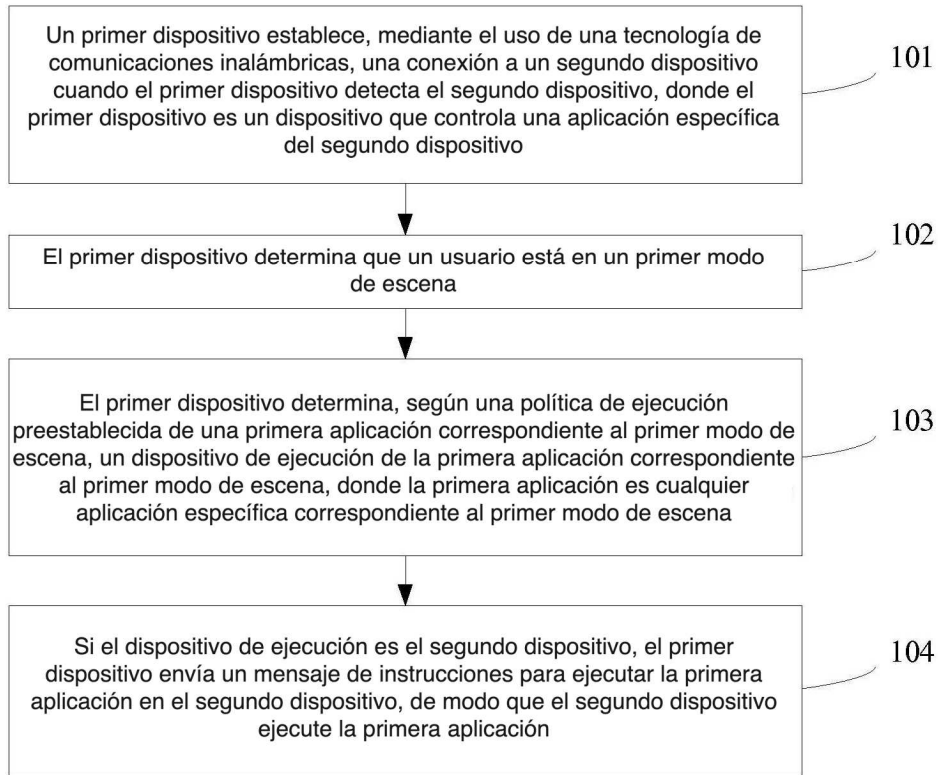 Un primer dispositivo establece, mediante el uso de una tecnología de
comunicaciones inalámbricas, una conexión a un segundo dispositivo
cuando el primer dispositivo detecta el segundo dispositivo, donde el
primer dispositivo es un dispositivo que controla una aplicación específica
del segundo dispositivo
101
El primer dispositivo determina que un usuario está en un primer modo
de escena
102
El primer dispositivo determina, según una política de ejecución
preestablecida de una primera aplicación correspondiente al primer modo de
escena, un dispositivo de ejecución de la primera aplicación correspondiente
al primer modo de escena, donde la primera aplicación es cualquier
aplicación específica correspondiente al primer modo de escena
103
Si el dispositivo de ejecución es el segundo dispositivo, el primer
dispositivo envía un mensaje de instrucciones para ejecutar la primera
aplicación en el segundo dispositivo, de modo que el segundo dispositivo
ejecute la primera aplicación
104